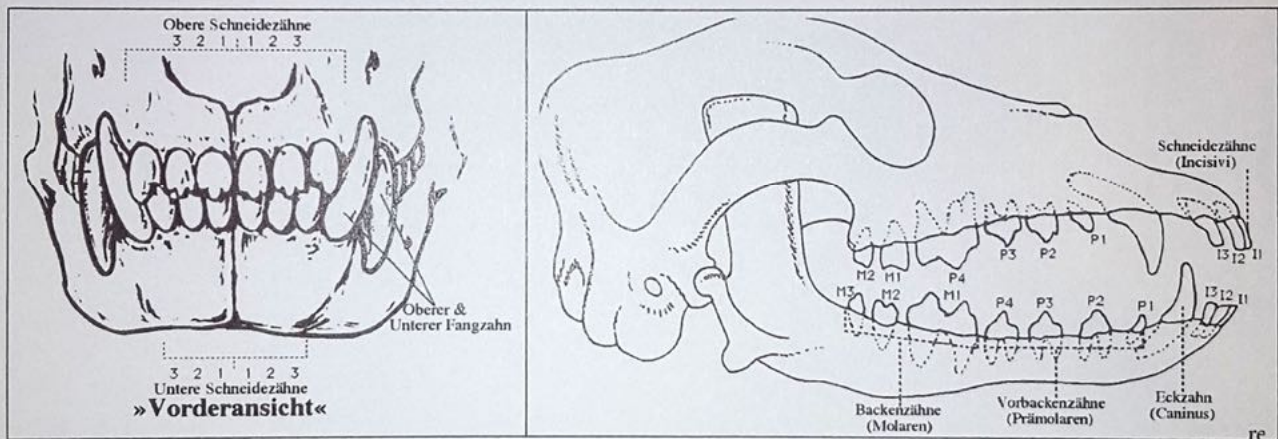 Obere Schneidezähne
3 2 1 : 1 2 3
?
Oberer &
Unterer Fangzahn
3 2 1 1 2 3
Untere Schneidezähne
»Vorderansicht«
Schneidezähne
(Incisivi)
M2 M1 P4 P3 P2 P1 I3 I2 I1
M3 M2 M1 P4 P3 P2 P1 I3 I2 I1
Backenzähne
(Molaren)
Vorbackenzähne
(Prämolaren)
Eckzahn
(Caninus)
re